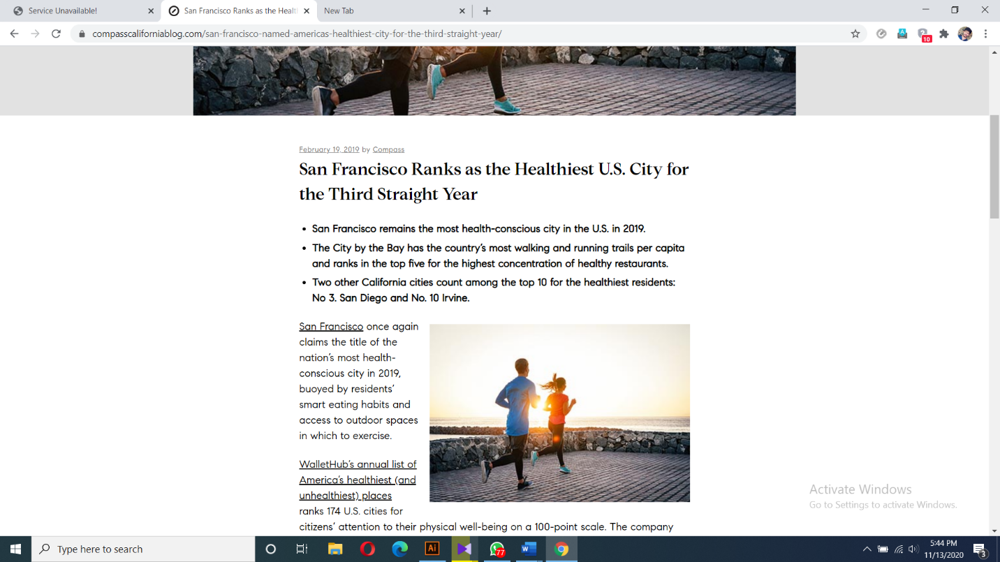 Service Unavailable!
San Francisco Ranks as the Healt
New Tab
compasscaliforniablog.com/san-francisco-named-americas-healthiest-city-for-the-third-straight-year/
10
February 19, 2019 by Compass
San Francisco Ranks as the Healthiest U.S. City for
the Third Straight Year
• San Francisco remains the most health-conscious city in the U.S. in 2019.
• The City by the Bay has the country's most walking and running trails per capita
and ranks in the top five for the highest concentration of healthy restaurants.
• Two other California cities count among the top 10 for the healthiest residents:
No 3. San Diego and No. 10 Irvine.
San Francisco once again
claims the title of the
nation's most health-
conscious city in 2019,
buoyed by residents'
smart eating habits and
access to outdoor spaces
in which to exercise.
WalletHub's annual list of
America's healthiest (and
unhealthiest) places
ranks 174 U.S. cities for
citizens' attention to their physical well-being on a 100-point scale. The company
Activate Windows
Go to Settings to activate Windows.
Type here to search
Ai
77
W
5:44 PM
11/13/2020
3